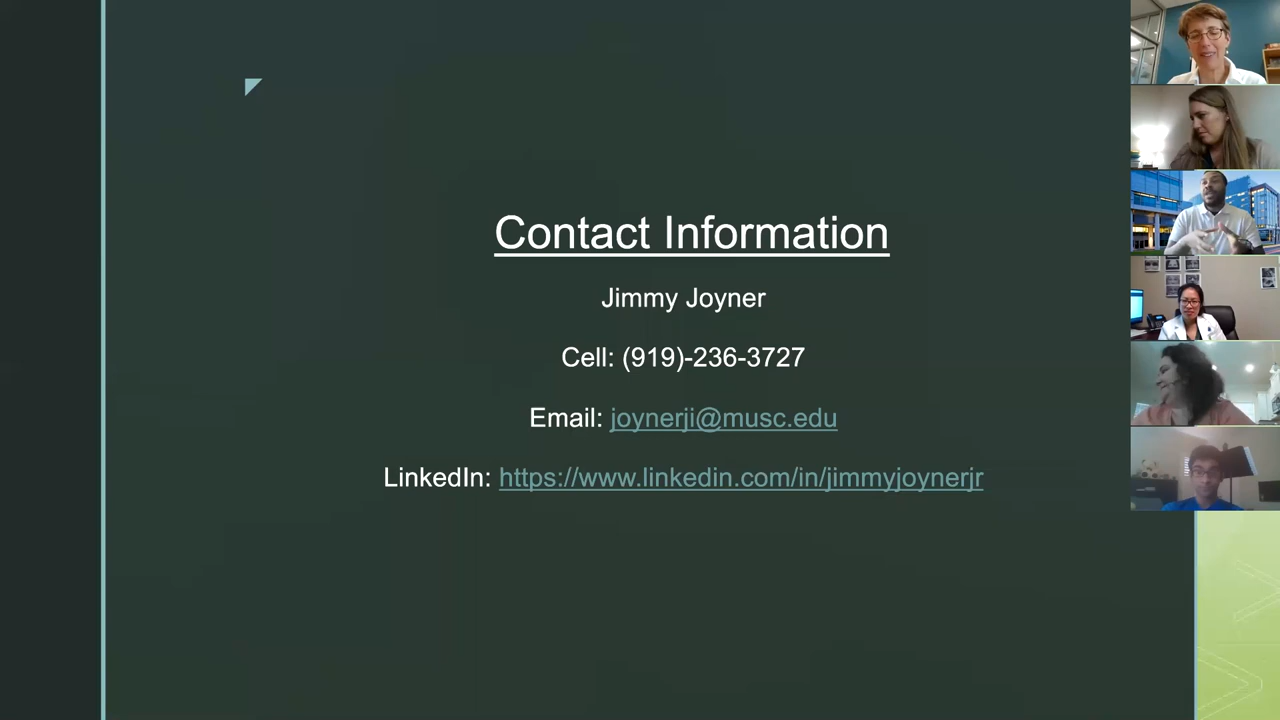 Contact Information
Jimmy Joyner
Cell: (919)-236-3727
Email: joynerji@musc.edu
LinkedIn: https://www.linkedin.com/in/jimmyjoynerjr